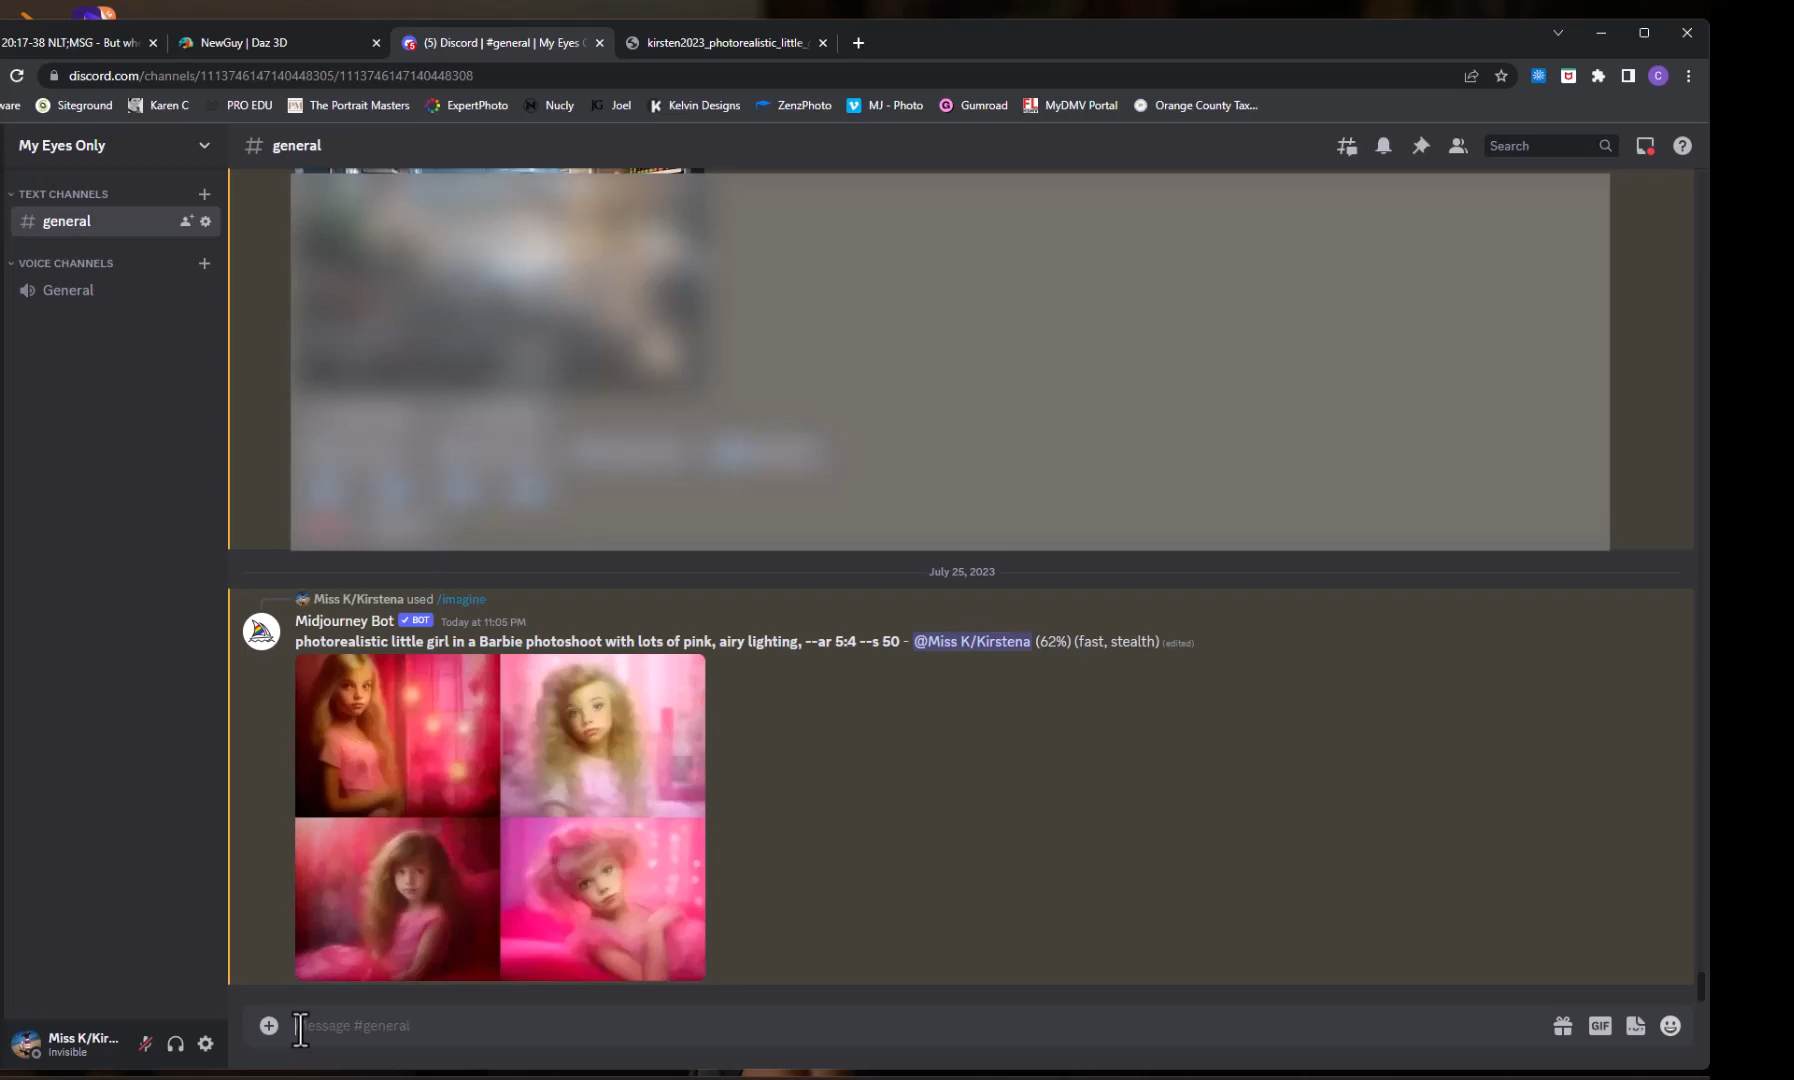 20:17-38 NLT;MSG - But wh
NewGuy | Daz 3D
(5) Discord | #general | My Eyes
kirsten2023_photorealistic_little_
discord.com/channels/1113746147140448305/1113746147140448308
ware
Siteground
Karen C
PRO EDU
The Portrait Masters
ExpertPhoto
Nucly
Joel
Kelvin Designs
ZenzPhoto
MJ - Photo
Gumroad
MyDMV Portal
Orange County Tax...
My Eyes Only
general
Search
TEXT CHANNELS
general
VOICE CHANNELS
General
July 25, 2023
Miss K/Kirstena used /imagine
Midjourney Bot BOT Today at 11:05 PM
photorealistic little girl in a Barbie photoshoot with lots of pink, airy lighting, --ar 5:4 --s 50 - @Miss K/Kirstena (62%) (fast, stealth) (edited)
Message #general
GIF
Miss K/Kir...
Invisible